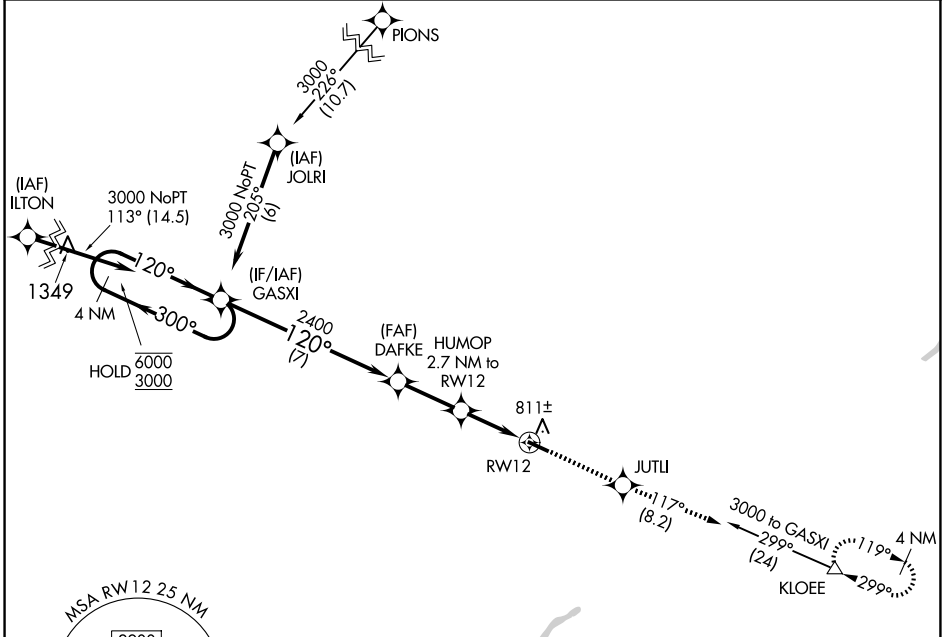 PIONS
3000
226°
(10.7)
(IAF)
JOLRI
3000 NoPT
205°
(6)
(IAF)
ILTON
3000 NoPT
113° (14.5)
1349
4 NM
120°
300°
HOLD
6000
3000
(IF/IAF)
GASXI
2400
120°
(7)
(FAF)
DAFKE
HUMOP
2.7 NM to
RW12
811±
RW12
JUTLI
117°
(8.2)
3000 to GASXI
299°
(24)
119°
4 NM
299°
KLOEE
MSA RW12 25 NM